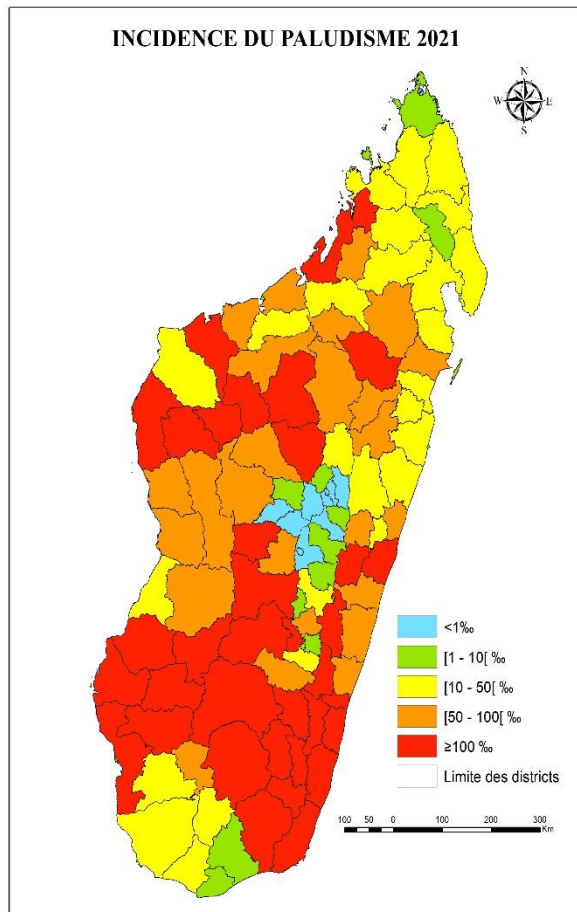 INCIDENCE DU PALUDISME 2021
N
W E
S
<1‰
[1 - 10[ ‰
[10 - 50[ ‰
[50 - 100[ ‰
≥100 ‰
Limite des districts
100 50 0 100 200 300
Km